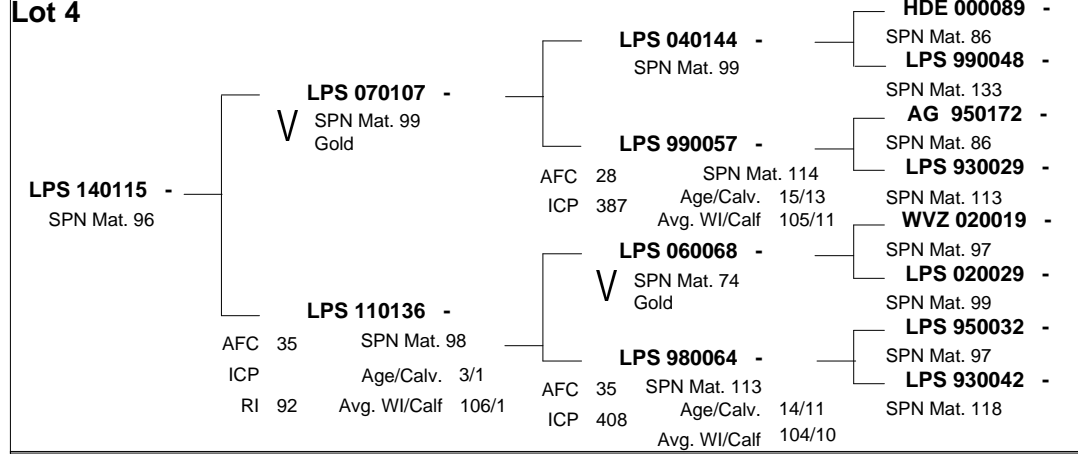 Lot 4
LPS 140115 -
SPN Mat. 96
LPS 070107 -
V SPN Mat. 99
Gold
LPS 110136 -
AFC 35 SPN Mat. 98
ICP Age/Calv. 3/1
RI 92 Avg. WI/Calf 106/1
LPS 040144 -
SPN Mat. 99
LPS 990057 -
AFC 28 SPN Mat. 114
ICP 387 Age/Calv. 15/13
Avg. WI/Calf 105/11
LPS 060068 -
V SPN Mat. 74
Gold
LPS 980064 -
AFC 35 SPN Mat. 113
ICP 408 Age/Calv. 14/11
Avg. WI/Calf 104/10
HDE 000089 -
SPN Mat. 86
LPS 990048 -
SPN Mat. 133
AG 950172 -
SPN Mat. 86
LPS 930029 -
SPN Mat. 113
WVZ 020019 -
SPN Mat. 97
LPS 020029 -
SPN Mat. 99
LPS 950032 -
SPN Mat. 97
LPS 930042 -
SPN Mat. 118